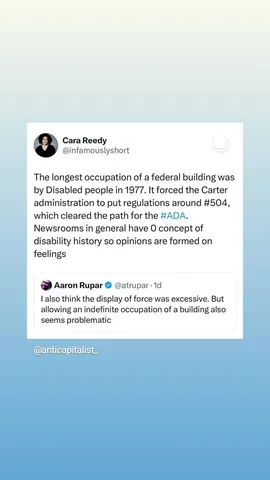 Cara Reedy
@infamouslyshort
The longest occupation of a federal building was
by Disabled people in 1977. It forced the Carter
administration to put regulations around #504,
which cleared the path for the #ADA.
Newsrooms in general have 0 concept of
disability history so opinions are formed on
feelings
Aaron Rupar @atrupar · 1d
I also think the display of force was excessive. But
allowing an indefinite occupation of a building also
seems problematic
@anticapitalist_